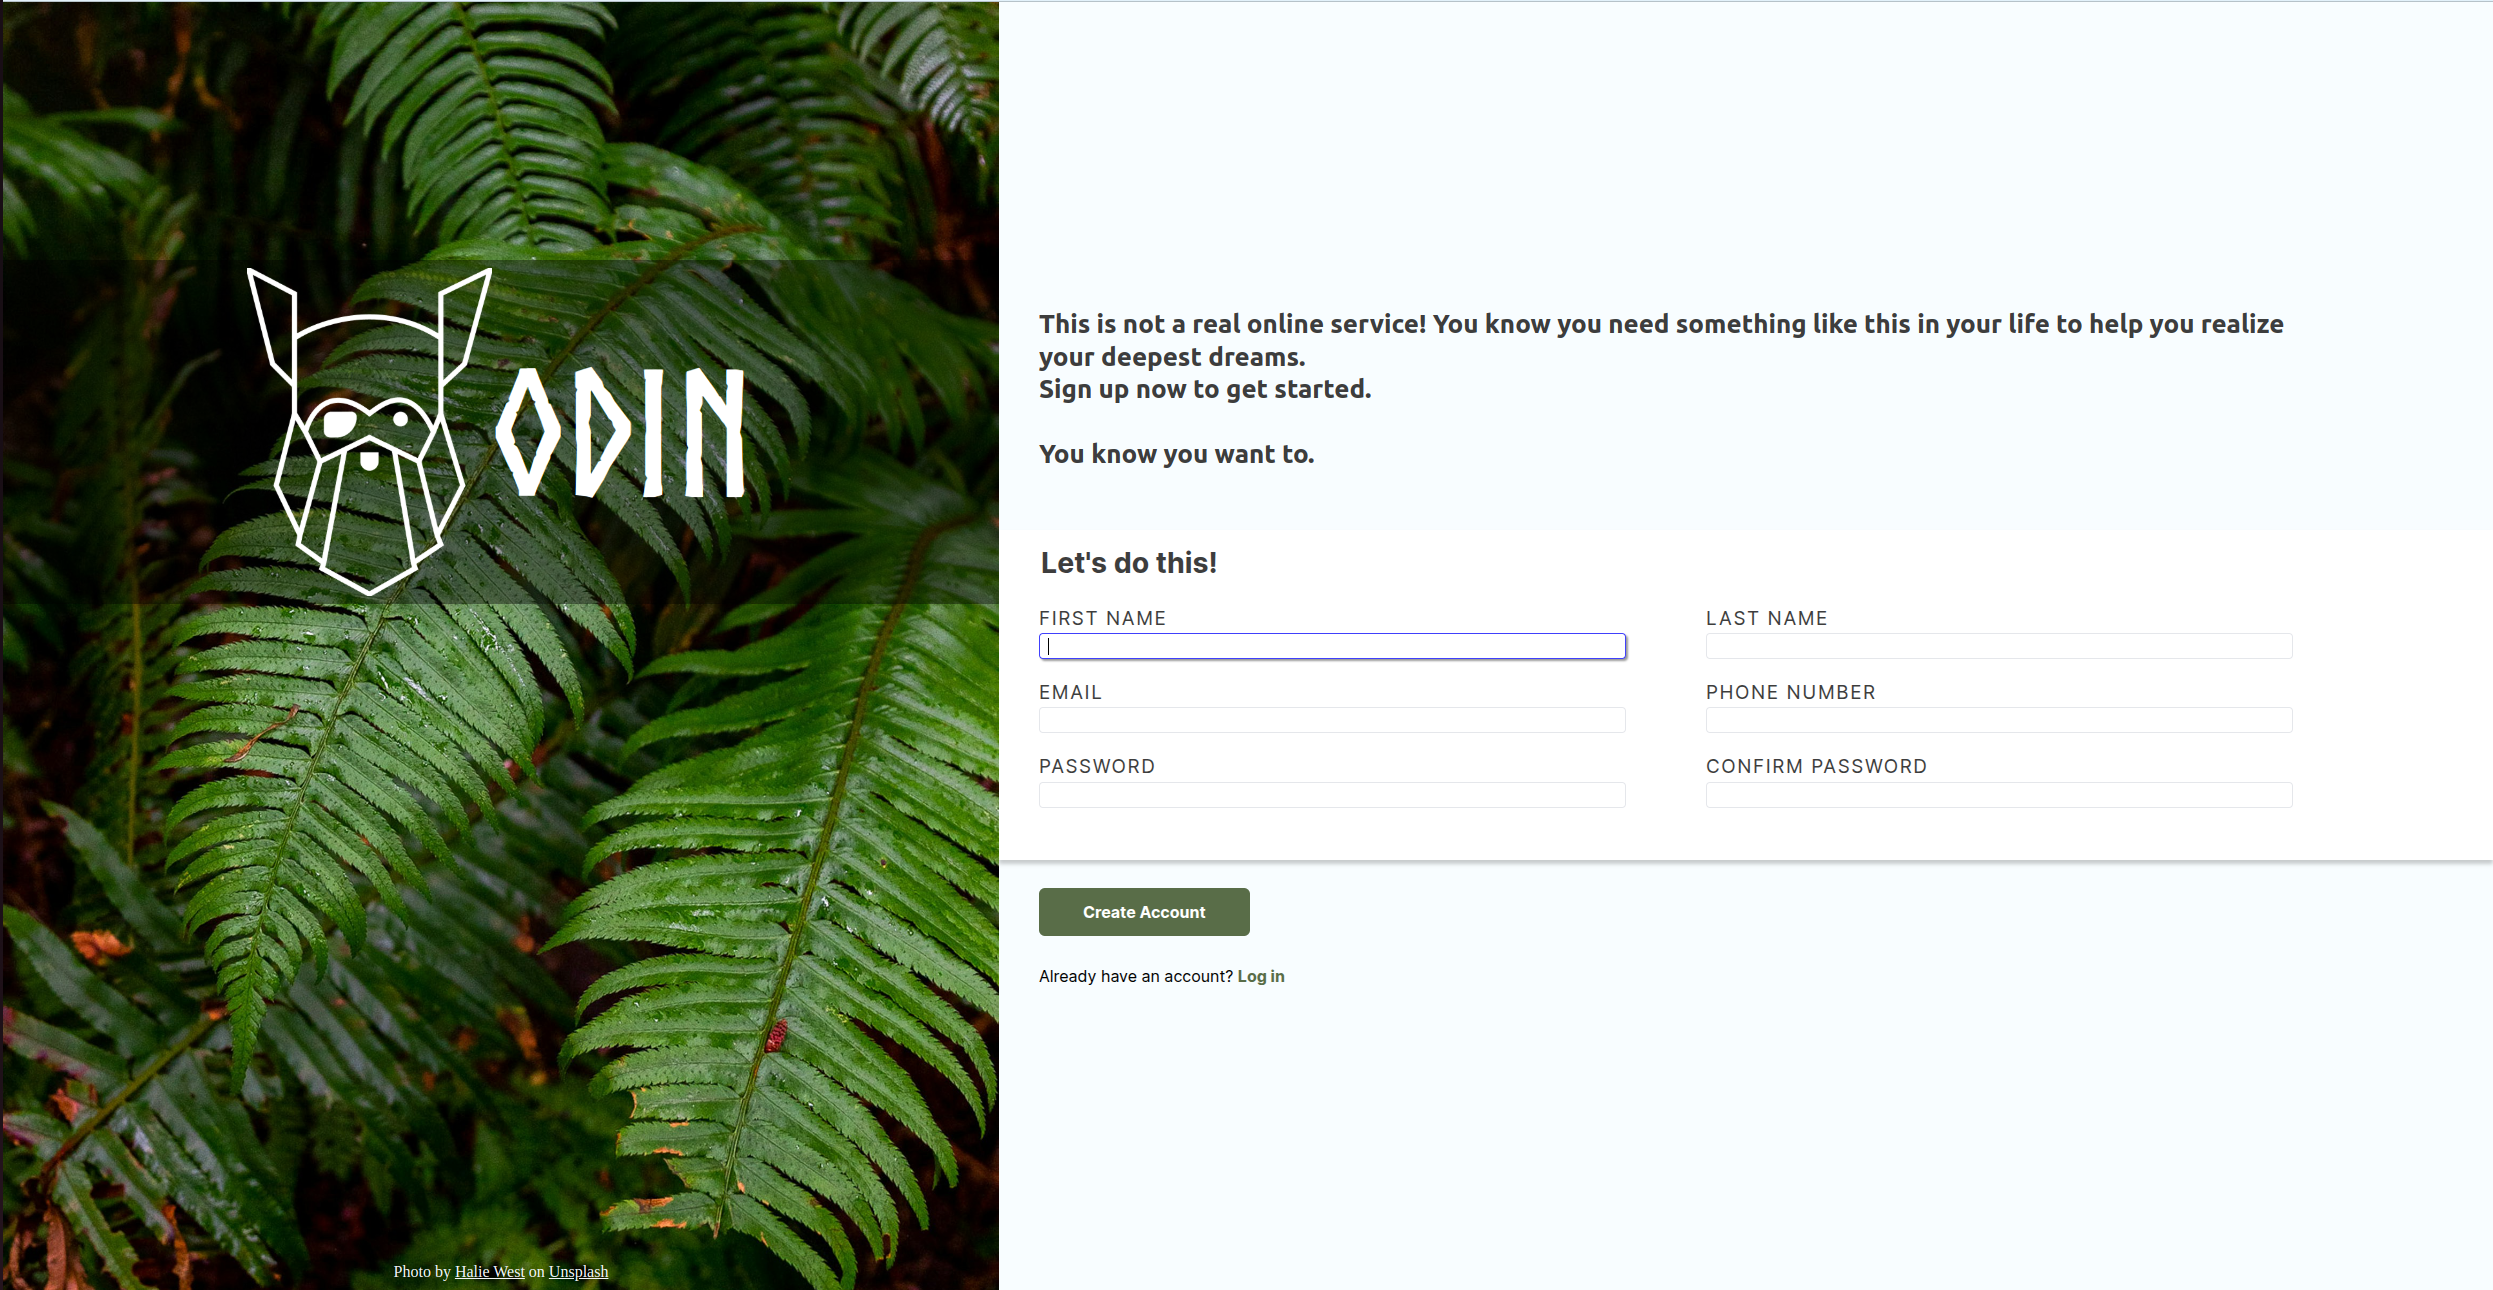 ODIN
Photo by Halie West on Unsplash
This is not a real online service! You know you need something like this in your life to help you realize
your deepest dreams.
Sign up now to get started.
You know you want to.
Let's do this!
FIRST NAME
LAST NAME
EMAIL
PHONE NUMBER
PASSWORD
CONFIRM PASSWORD
Create Account
Already have an account? Log in